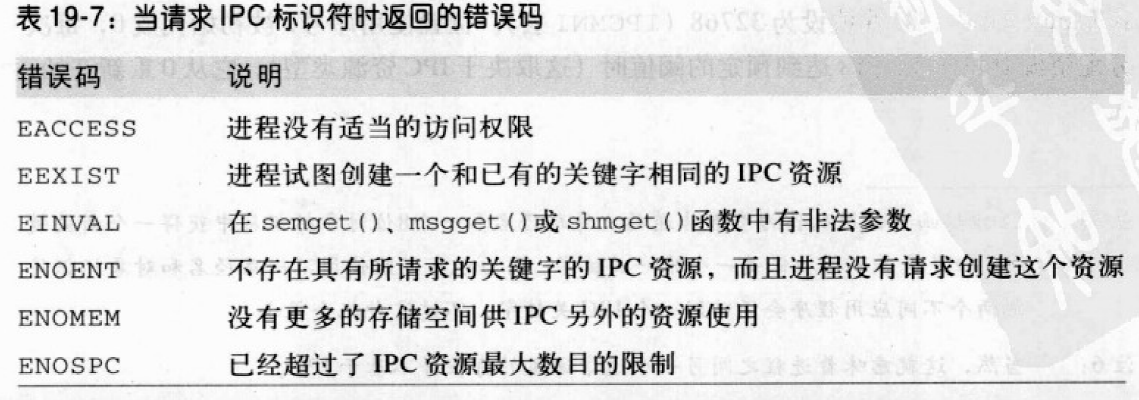 表 19-7：当请求 IPC 标识符时返回的错误码
错误码 说明
EACCESS 进程没有适当的访问权限
EEXIST 进程试图创建一个和已有的关键字相同的 IPC 资源
EINVAL 在 semget()、msgget()或 shmget()函数中有非法参数
ENOENT 不存在具有所请求的关键字的 IPC 资源，而且进程没有请求创建这个资源
ENOMEM 没有更多的存储空间供 IPC 另外的资源使用
ENOSPC 已经超过了 IPC 资源最大数目的限制